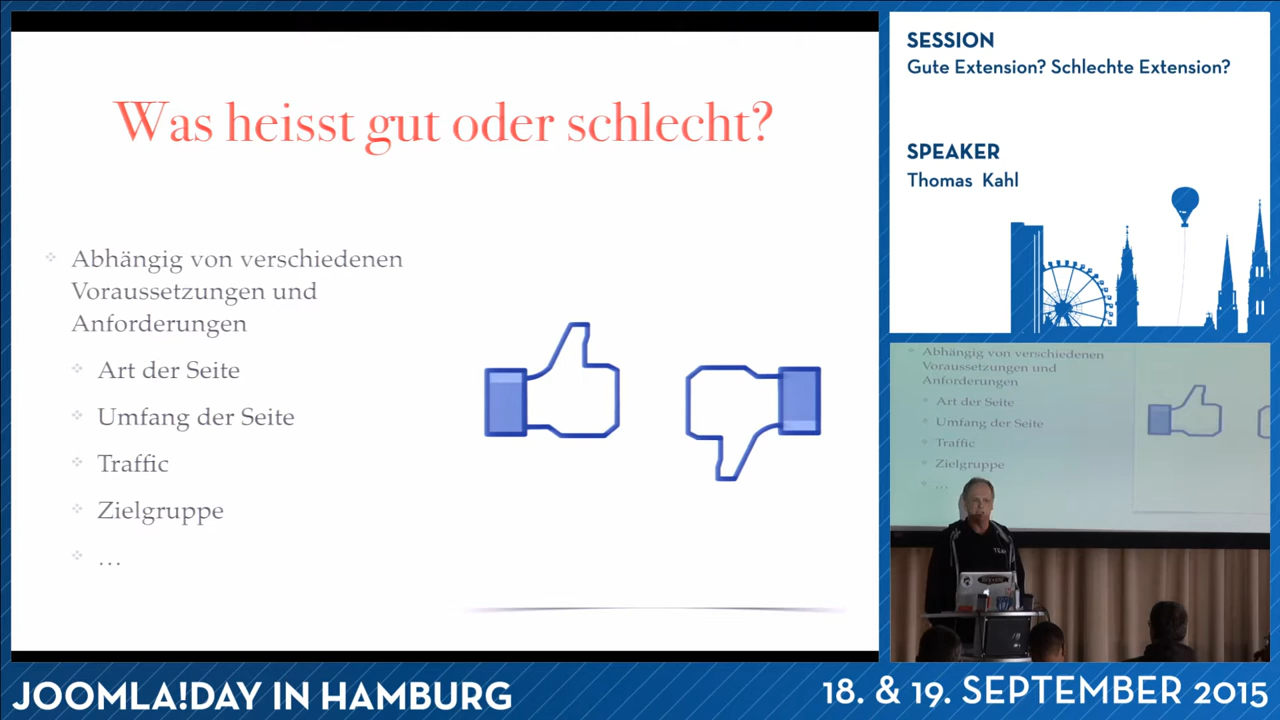 Was heisst gut oder schlecht?
Abhängig von verschiedenen
Voraussetzungen und
Anforderungen
Art der Seite
Umfang der Seite
Traffic
Zielgruppe
...
SESSION
Gute Extension? Schlechte Extension?
SPEAKER
Thomas Kahl
Abhängig von verschiedenen
Voraussetzungen und
Anforderungen
Art der Seite
Umfang der Seite
Traffic
Zielgruppe
...
TEAM
JOOMLA!DAY IN HAMBURG
18. & 19. SEPTEMBER 2015